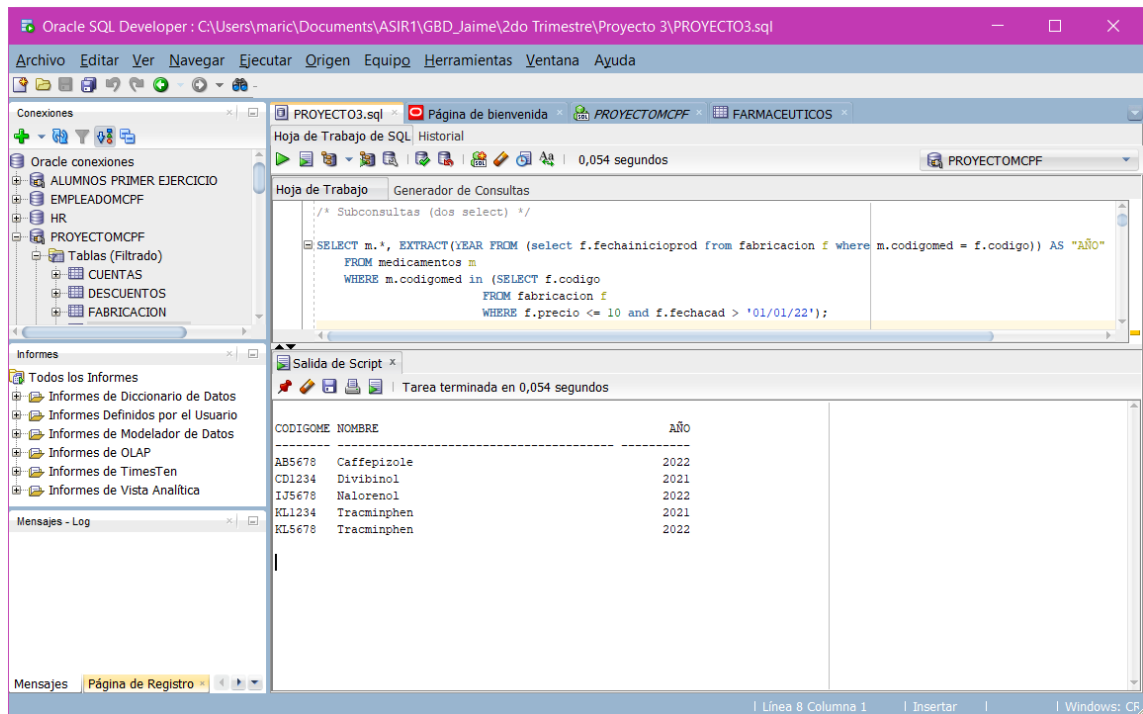 Oracle SQL Developer : C:\Users\maric\Documents\ASIR1\GBD_Jaime\2do Trimestre\Proyecto 3\PROYECTO3.sql
Archivo Editar Ver Navegar Ejecutar Origen Equipo Herramientas Ventana Ayuda
Conexiones
Oracle conexiones
ALUMNOS PRIMER EJERCICIO
EMPLEADOMCPF
HR
PROYECTOMCPF
Tablas (Filtrado)
CUENTAS
DESCUENTOS
FABRICACION
Informes
Todos los Informes
Informes de Diccionario de Datos
Informes Definidos por el Usuario
Informes de Modelador de Datos
Informes de OLAP
Informes de TimesTen
Informes de Vista Analítica
Mensajes - Log
Mensajes Página de Registro
PROYECTO3.sql Página de bienvenida PROYECTOMCPF FARMACEUTICOS
Hoja de Trabajo de SQL Historial
0,054 segundos PROYECTOMCPF
Hoja de Trabajo Generador de Consultas
/* Subconsultas (dos select) */
SELECT m.*, EXTRACT(YEAR FROM (select f.fechainicioprod from fabricacion f where m.codigomed = f.codigo)) AS "AÑO"
FROM medicamentos m
WHERE m.codigomed in (SELECT f.codigo
FROM fabricacion f
WHERE f.precio <= 10 and f.fechacad > '01/01/22');
Salida de Script
Tarea terminada en 0,054 segundos
CODIGOME NOMBRE AÑO
-------- ---------------------------------------- ----------
AB5678 Caffepizole 2022
CD1234 Divibinol 2021
IJ5678 Nalorenol 2022
KL1234 Tracminphen 2021
KL5678 Tracminphen 2022
Línea 8 Columna 1 Insertar Windows: CF